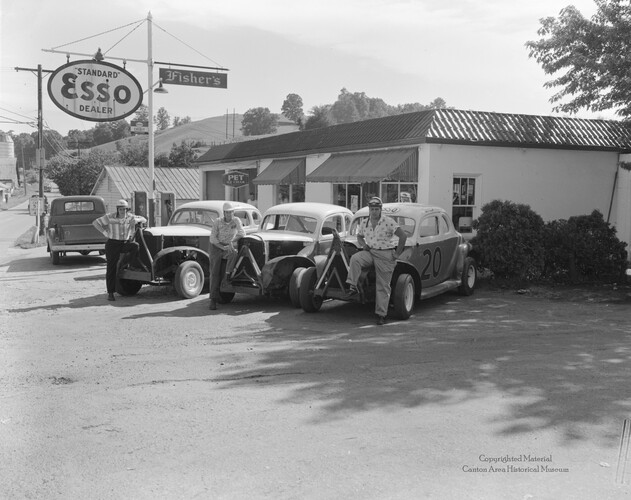 "STANDARD"
Esso
DEALER
Fisher's
PET
20
Copyrighted Material
Canton Area Historical Museum